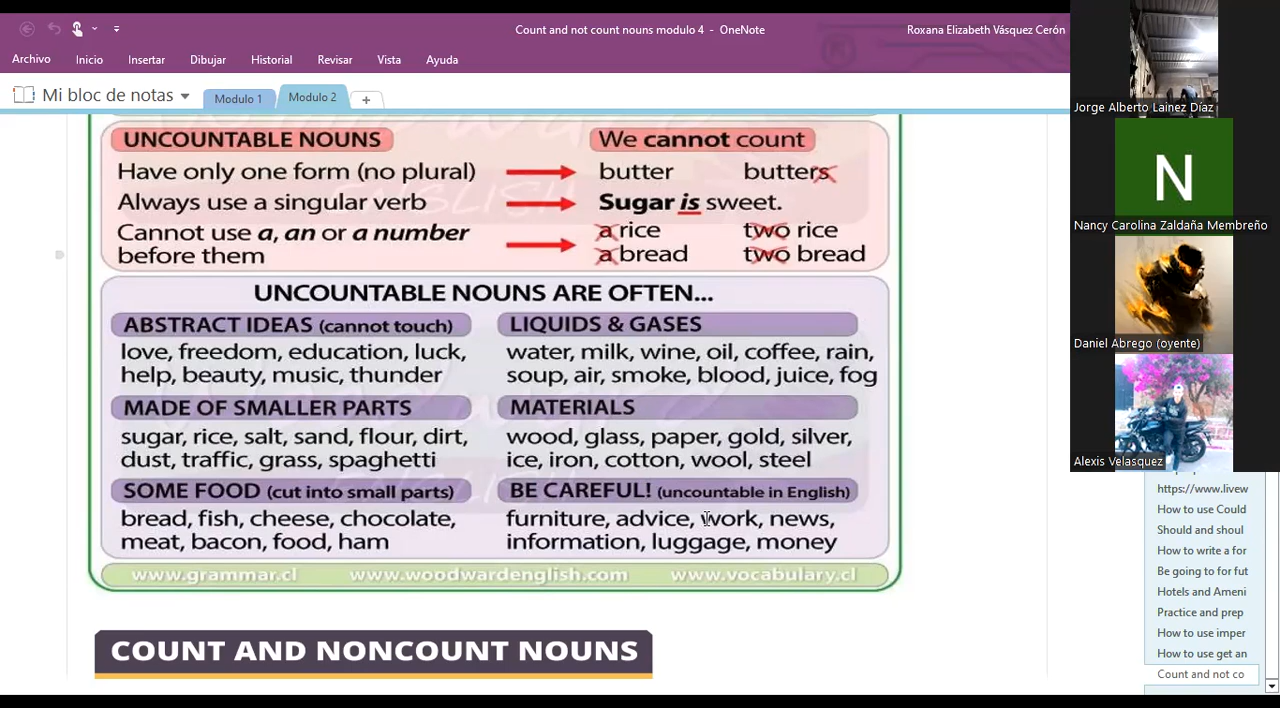 Count and not count nouns modulo 4 - OneNote
Roxana Elizabeth Vásquez Cerón
Archivo Inicio Insertar Dibujar Historial Revisar Vista Ayuda
Mi bloc de notas
Modulo 1
Modulo 2
UNCOUNTABLE NOUNS
We cannot count
Have only one form (no plural)
butter butters
Always use a singular verb
Sugar is sweet.
Cannot use a, an or a number
before them
a rice two rice
a bread two bread
UNCOUNTABLE NOUNS ARE OFTEN...
ABSTRACT IDEAS (cannot touch)
love, freedom, education, luck,
help, beauty, music, thunder
LIQUIDS & GASES
water, milk, wine, oil, coffee, rain,
soup, air, smoke, blood, juice, fog
MADE OF SMALLER PARTS
sugar, rice, salt, sand, flour, dirt,
dust, traffic, grass, spaghetti
MATERIALS
wood, glass, paper, gold, silver,
ice, iron, cotton, wool, steel
SOME FOOD (cut into small parts)
bread, fish, cheese, chocolate,
meat, bacon, food, ham
BE CAREFUL! (uncountable in English)
furniture, advice, work, news,
information, luggage, money
www.grammar.cl www.woodwardenglish.com www.vocabulary.cl
COUNT AND NONCOUNT NOUNS
Jorge Alberto Lainez Díaz
N
Nancy Carolina Zaldaña Membreño
Daniel Abrego (oyente)
Alexis Velasquez
https://www.livew
How to use Could
Should and shoul
How to write a for
Be going to for fut
Hotels and Ameni
Practice and prep
How to use imper
How to use get an
Count and not co